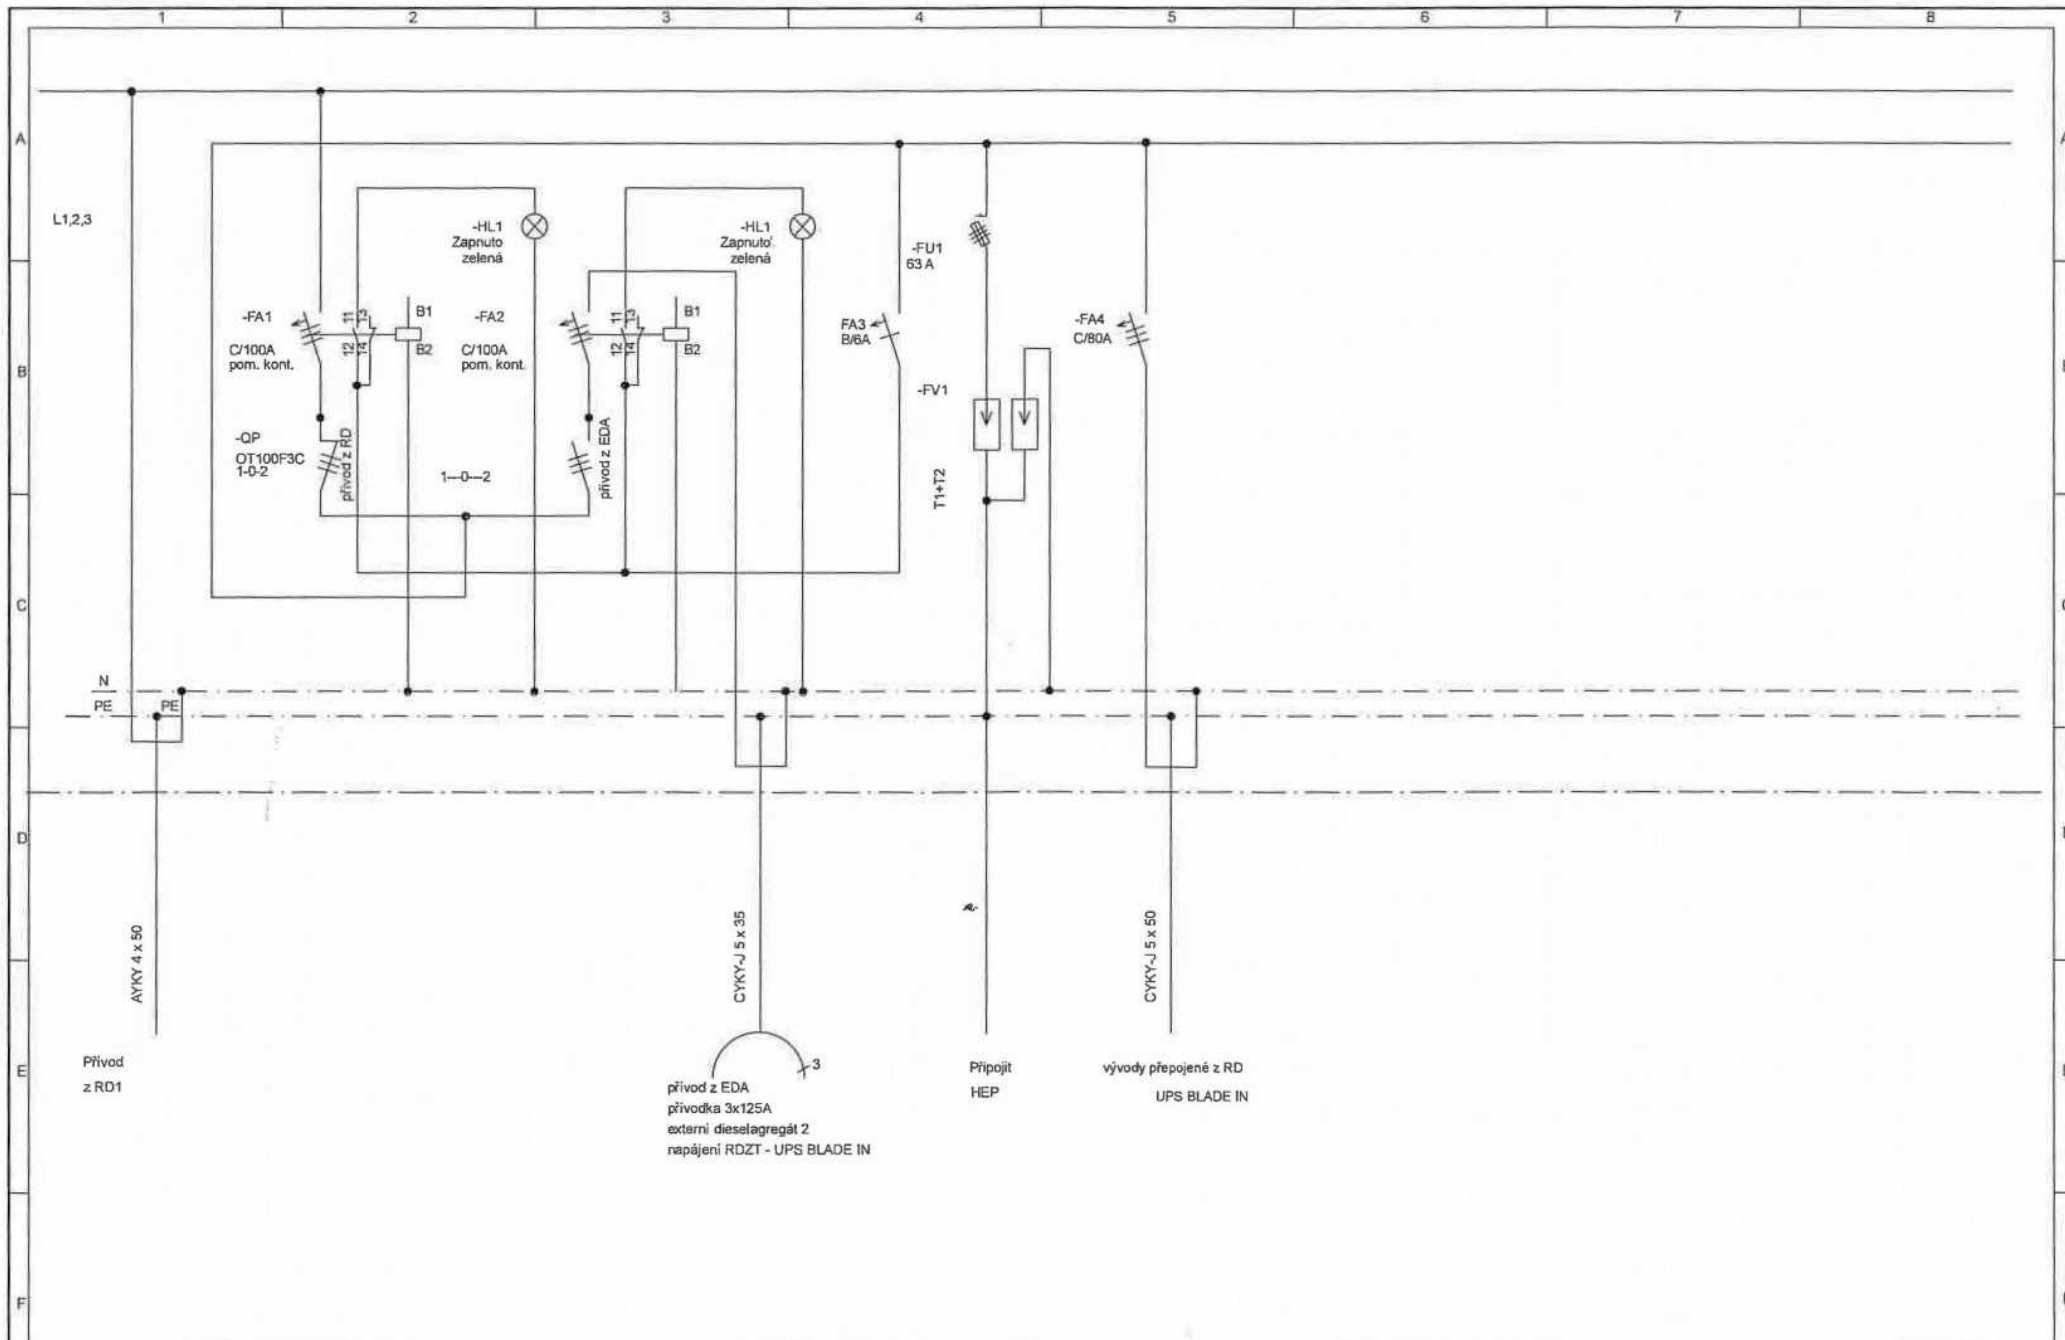 1 2 3 4 5 6 7 8
A A
L1,2,3
-HL1
Zapnuto
zelená
-HL1
Zapnuto
zelená
-FU1
63 A
-FA1
C/100A
pom. kont.
11 13
12 14
B1
B2
-FA2
C/100A
pom. kont.
11 13
12 14
B1
B2
FA3
B/6A
-FA4
C/80A
B
-FV1
-QP
OT100F3C
1-0-2
přívod z RD
1---0---2
přívod z EDA
T1+T2
C
N
PE PE
D
AYKY 4 x 50
CYKY-J 5 x 35
CYKY-J 5 x 50
E
Přívod
z RD1
3
přívod z EDA
přívodka 3x125A
externí dieselagregát 2
napájení RDZT - UPS BLADE IN
Připojit
HEP
vývody přepojené z RD
UPS BLADE IN
F